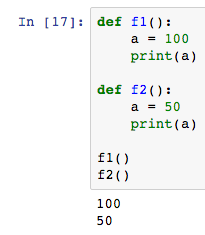 In [17]: def f1():
    a = 100
    print(a)
def f2():
    a = 50
    print(a)
f1()
f2()
100
50